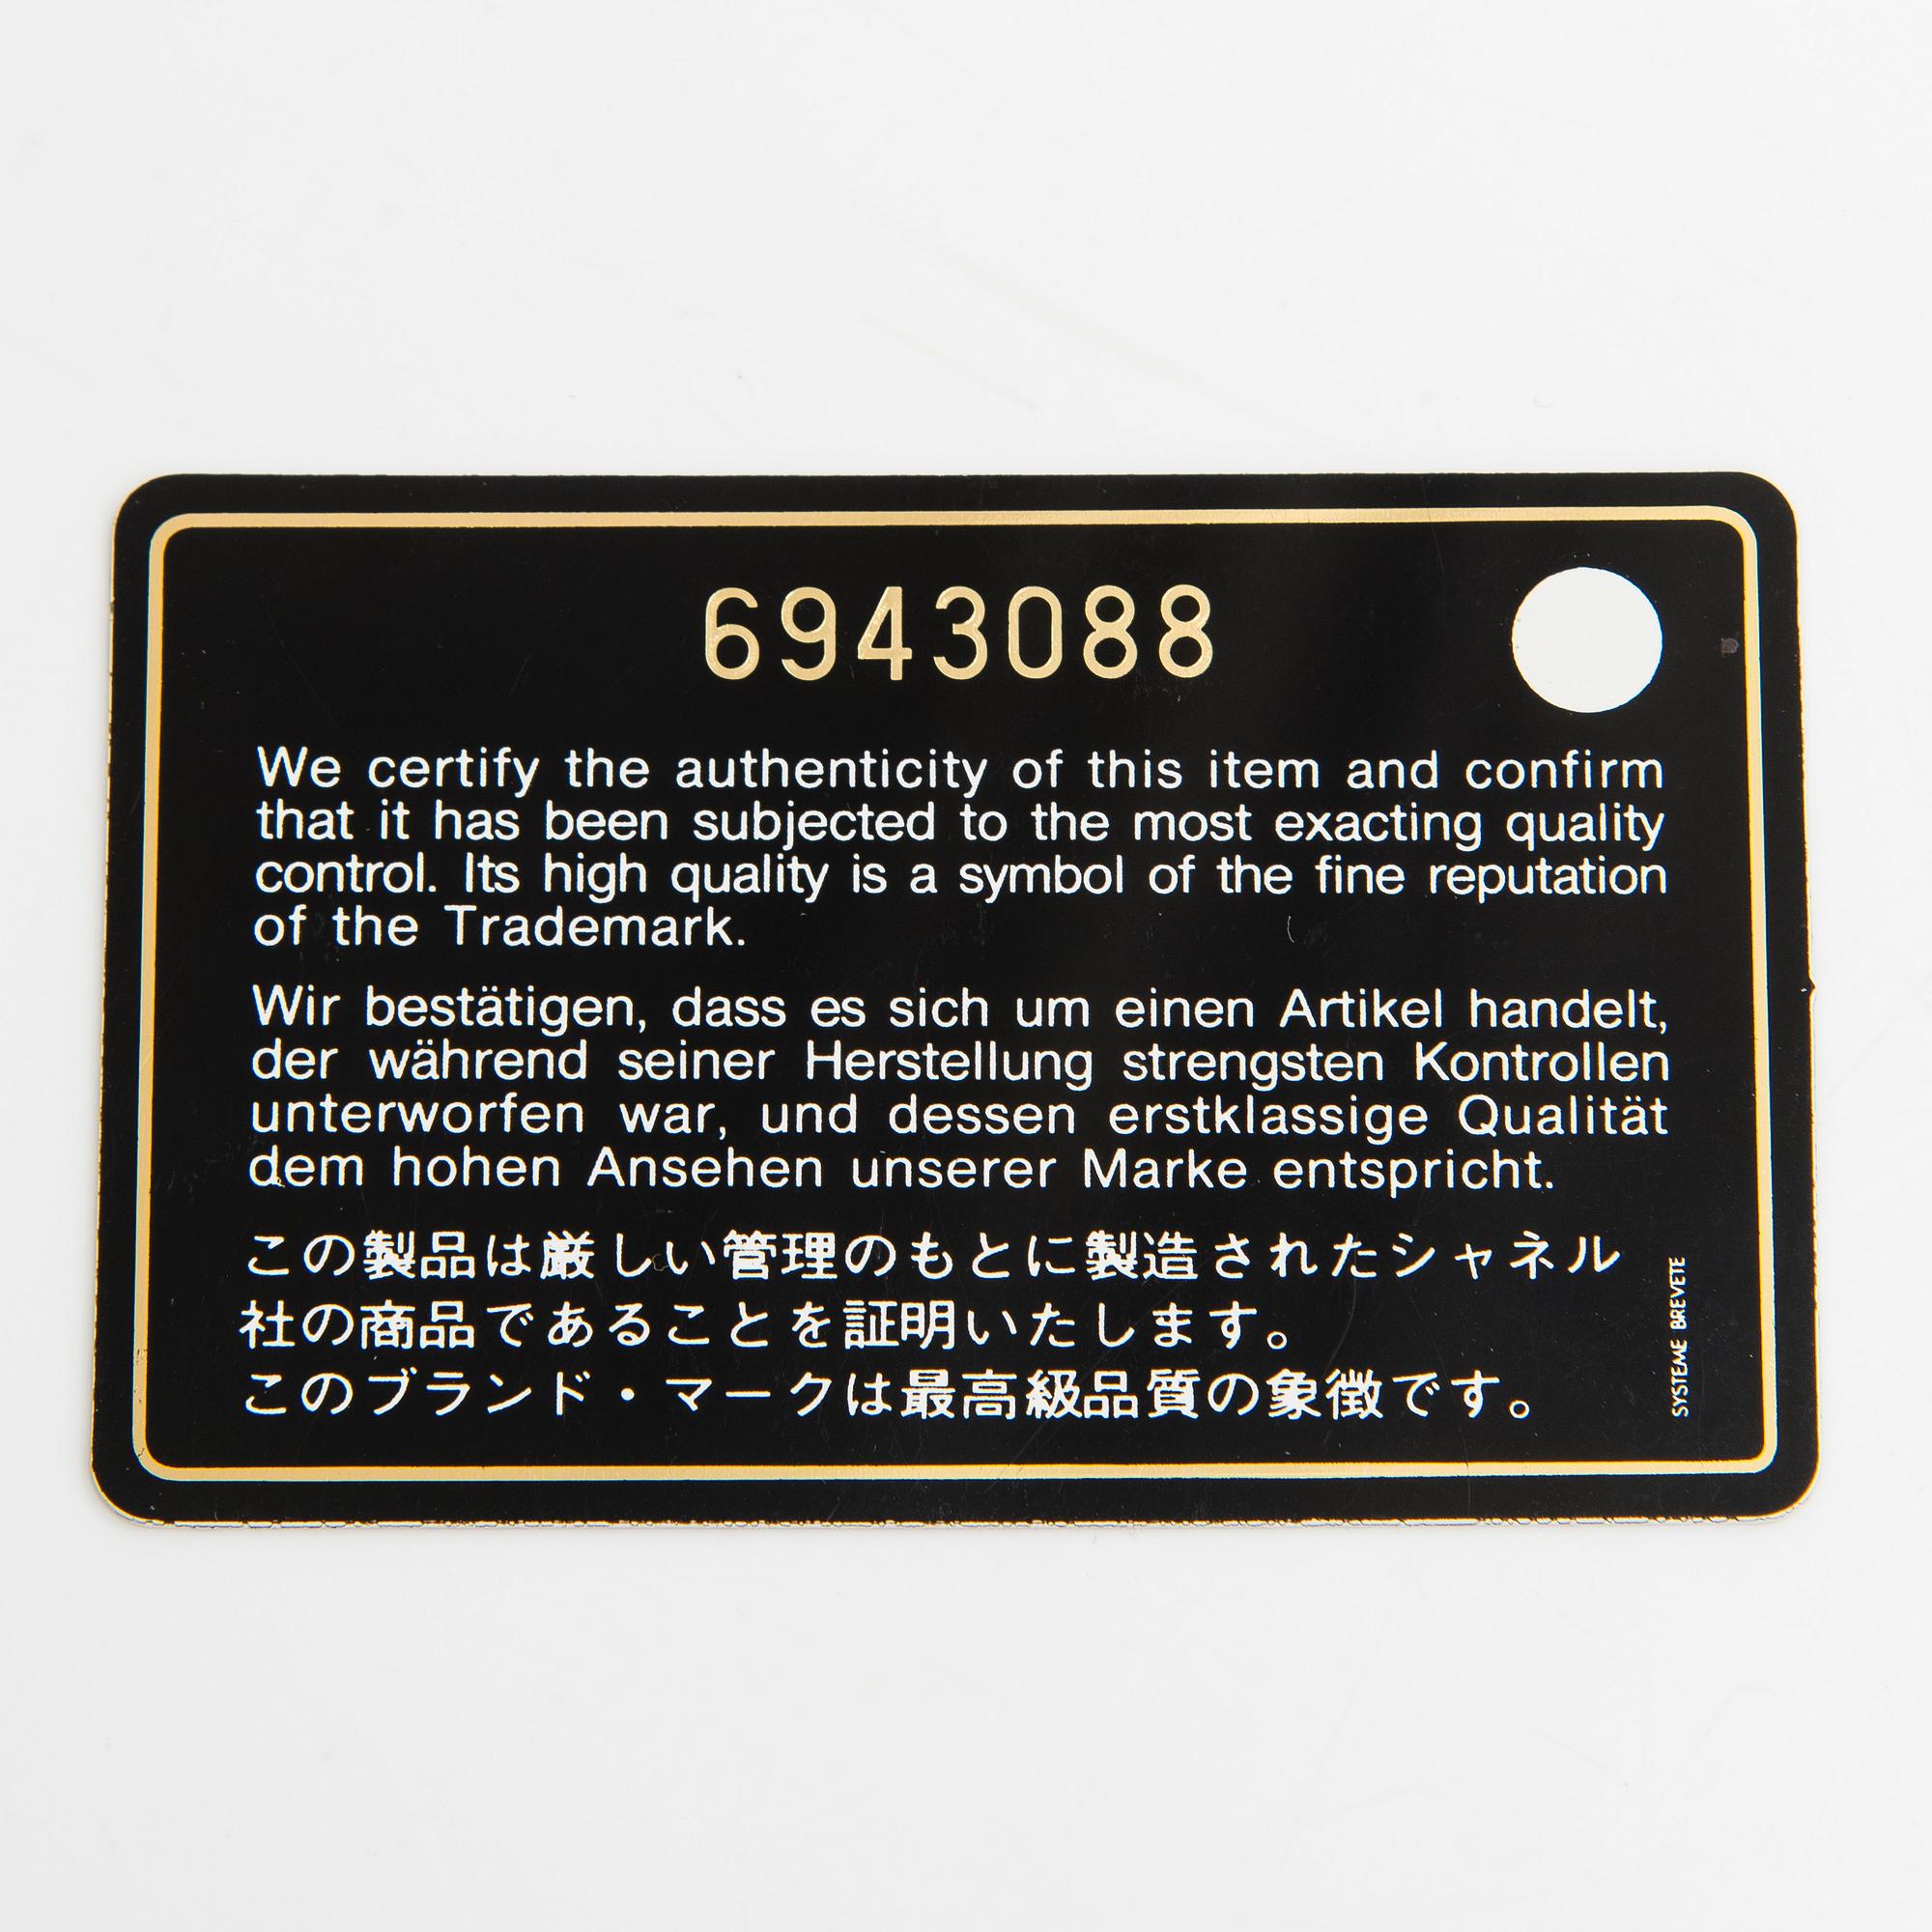 6943088
We certify the authenticity of this item and confirm
that it has been subjected to the most exacting quality
control. Its high quality is a symbol of the fine reputation
of the Trademark.
Wir bestätigen, dass es sich um einen Artikel handelt,
der während seiner Herstellung strengsten Kontrollen
unterworfen war, und dessen erstklassige Qualität
dem hohen Ansehen unserer Marke entspricht.
この製品は厳しい管理のもとに製造されたシャネル
社の商品であることを証明いたします。
このブランド・マークは最高級品質の象徴です。
SYSTEME BREVETE